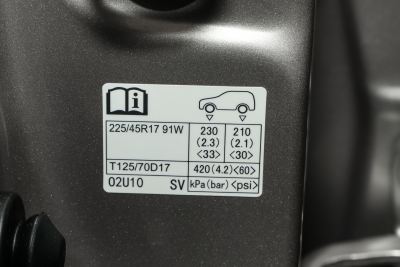 i
225/45R17 91W 230 210
(2.3) (2.1)
<33> <30>
T125/70D17 420 (4.2) <60>
02U10 SV kPa(bar) <psi>